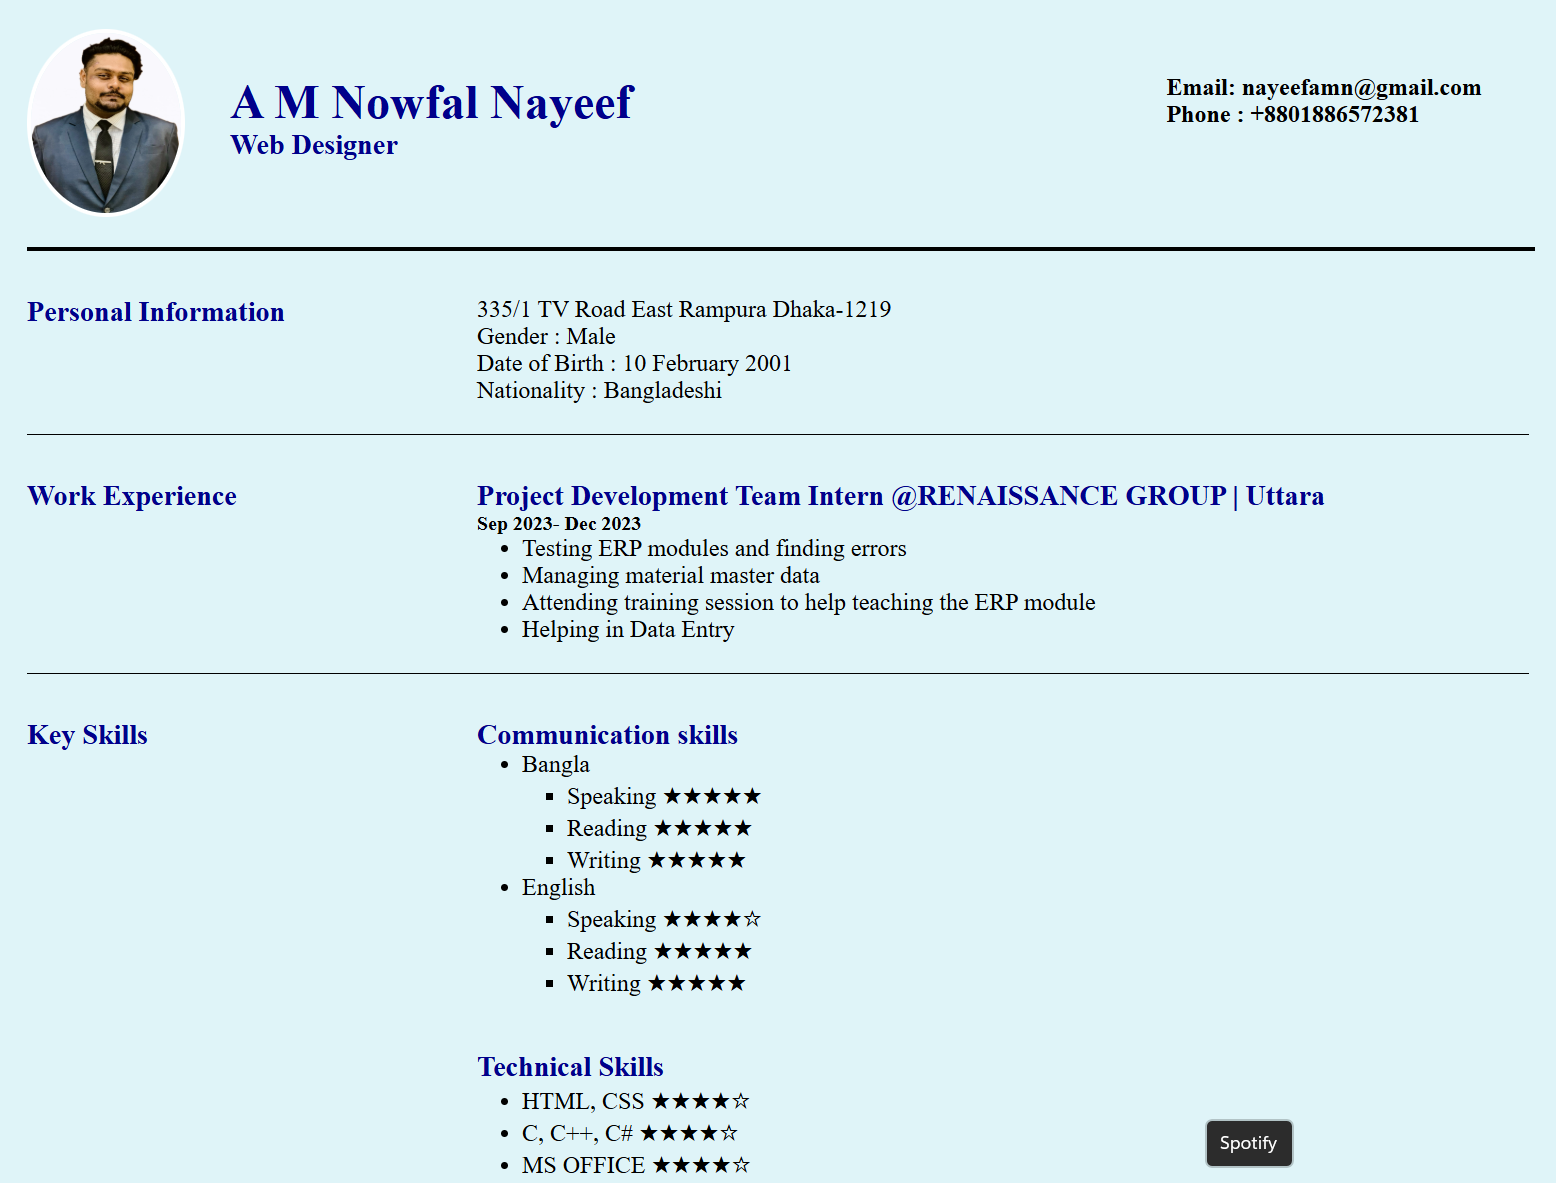 A M Nowfal Nayeef
Web Designer
Email: nayeefamn@gmail.com
Phone : +8801886572381
Personal Information
335/1 TV Road East Rampura Dhaka-1219
Gender : Male
Date of Birth : 10 February 2001
Nationality : Bangladeshi
Work Experience
Project Development Team Intern @RENAISSANCE GROUP | Uttara
Sep 2023- Dec 2023
• Testing ERP modules and finding errors
• Managing material master data
• Attending training session to help teaching the ERP module
• Helping in Data Entry
Key Skills
Communication skills
• Bangla
▪ Speaking ★★★★★
▪ Reading ★★★★★
▪ Writing ★★★★★
• English
▪ Speaking ★★★★☆
▪ Reading ★★★★★
▪ Writing ★★★★★
Technical Skills
• HTML, CSS ★★★★☆
• C, C++, C# ★★★★☆
• MS OFFICE ★★★★☆
Spotify